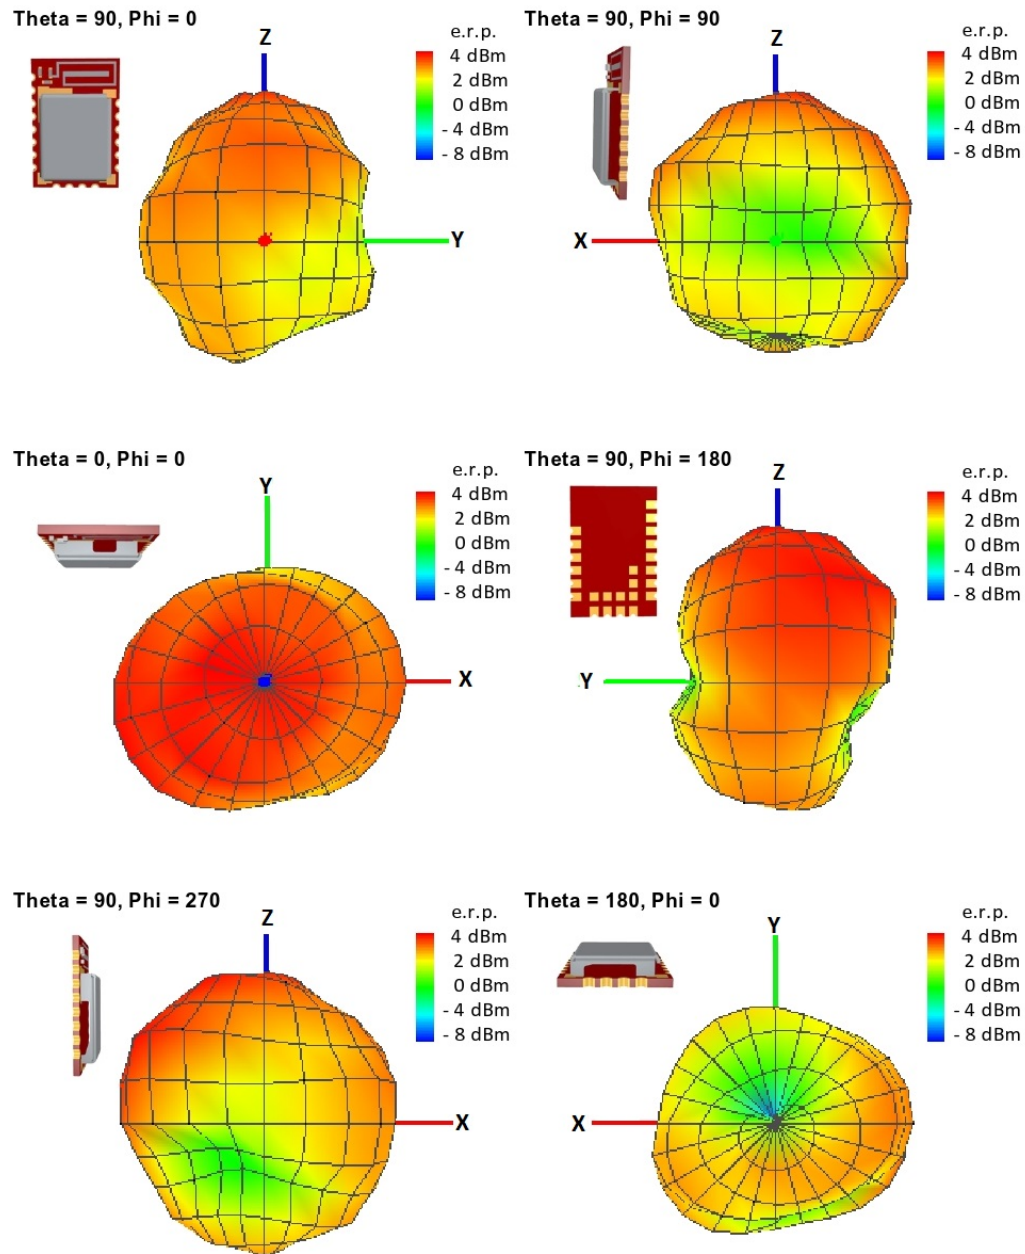 Theta = 90, Phi = 0
Z
e.r.p.
4 dBm
2 dBm
0 dBm
- 4 dBm
- 8 dBm
Y
Theta = 90, Phi = 90
Z
e.r.p.
4 dBm
2 dBm
0 dBm
- 4 dBm
- 8 dBm
X
Theta = 0, Phi = 0
Y
e.r.p.
4 dBm
2 dBm
0 dBm
- 4 dBm
- 8 dBm
X
Theta = 90, Phi = 180
Z
e.r.p.
4 dBm
2 dBm
0 dBm
- 4 dBm
- 8 dBm
Y
Theta = 90, Phi = 270
Z
e.r.p.
4 dBm
2 dBm
0 dBm
- 4 dBm
- 8 dBm
X
Theta = 180, Phi = 0
Y
e.r.p.
4 dBm
2 dBm
0 dBm
- 4 dBm
- 8 dBm
X